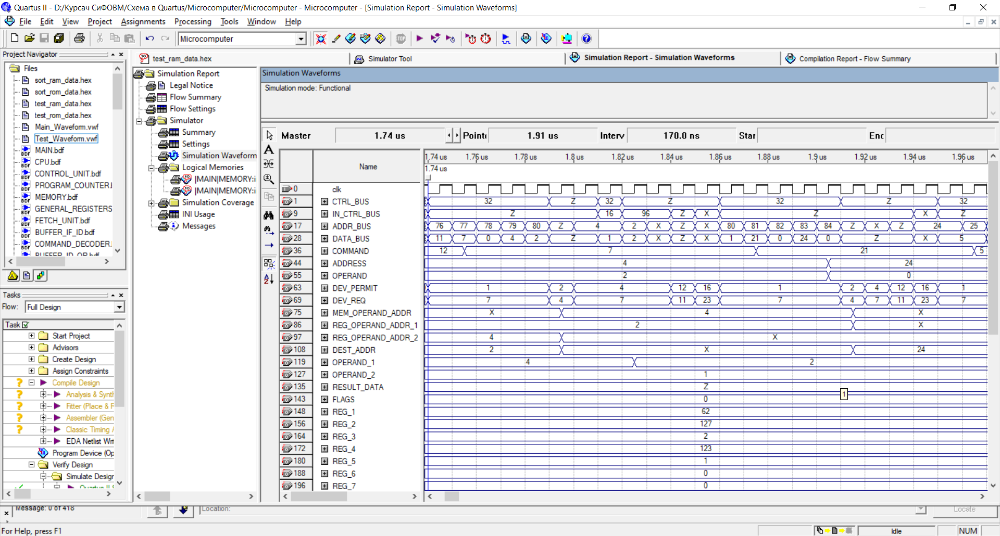 Quartus II - D:/Курсач СиФОВМ/Схема в Quartus/Microcomputer/Microcomputer - Microcomputer - [Simulation Report - Simulation Waveforms]
File Edit View Project Assignments Processing Tools Window Help
Microcomputer
Project Navigator
Files
sort_ram_data.hex
sort_rom_data.hex
test_ram_data.hex
test_rom_data.hex
Main_Waveform.vwf
Test_Waveform.vwf
MAIN.bdf
CPU.bdf
CONTROL_UNIT.bdf
PROGRAM_COUNTER.
MEMORY.bdf
GENERAL_REGISTERS
FETCH_UNIT.bdf
BUFFER_IF_ID.bdf
COMMAND_DECODER.
BUFFER_ID_OR.bdf
Tasks
Flow: Full Design
Task
Start Project
Advisors
Create Design
Assign Constraints
Compile Design
Analysis & Synth
Fitter (Place & F
Assembler (Gen
Classic Timing A
EDA Netlist Wri
Program Device (Op
Verify Design
Simulate Design
Quartus II S
test_ram_data.hex
Simulator Tool
Simulation Report - Simulation Waveforms
Compilation Report - Flow Summary
Simulation Report
Legal Notice
Flow Summary
Flow Settings
Simulator
Summary
Settings
Simulation Waveform
Logical Memories
|MAIN|MEMORY:i
|MAIN|MEMORY:i
Simulation Coverage
INI Usage
Messages
Simulation Waveforms
Simulation mode: Functional
Master 1.74 us Pointe 1.91 us Interv 170.0 ns Star Enc
Name
1.74 us 1.76 us 1.78 us 1.8 us 1.82 us 1.84 us 1.86 us 1.88 us 1.9 us 1.92 us 1.94 us 1.96 us
1.74 us
0 clk
1 CTRL_BUS 32 Z 32 Z 32 Z 32
9 IN_CTRL_BUS Z 16 96 Z X Z X Z
17 ADDR_BUS 76 77 78 79 80 Z 4 2 X Z X 80 81 82 83 84 Z X Z 24 25
28 DATA_BUS 11 7 0 4 2 Z 1 2 X Z X 1 21 0 24 0 Z X 5
36 COMMAND 12 7 21 5
44 ADDRESS 4 24
55 OPERAND 2 0
63 DEV_PERMIT 1 2 4 12 16 1 2 4 12 16 1
69 DEV_REQ 7 4 7 11 23 7 4 7 11 23 7
75 MEM_OPERAND_ADDR X 4 X
86 REG_OPERAND_ADDR_1 2 X
97 REG_OPERAND_ADDR_2 4 X
108 DEST_ADDR 2 X 24
119 OPERAND_1 4 2
127 OPERAND_2 1
135 RESULT_DATA Z
1
143 FLAGS 0
148 REG_1 62
156 REG_2 127
164 REG_3 2
172 REG_4 123
180 REG_5 1
188 REG_6 0
196 REG_7 0
Message: 0 of 418
Location:
Locate
For Help, press F1
Idle
NUM